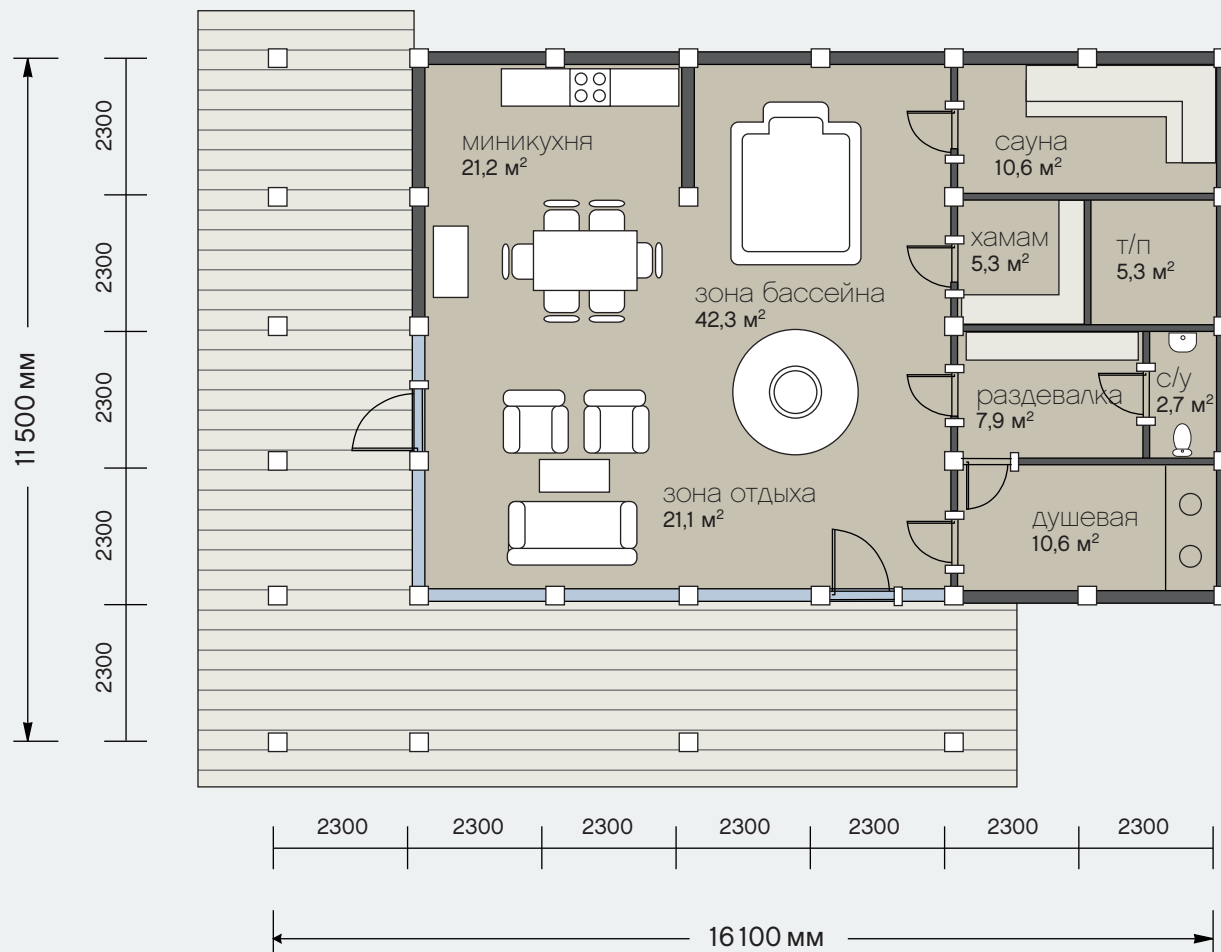 миникухня
21,2 м²
сауна
10,6 м²
хамам
5,3 м²
т/п
5,3 м²
зона бассейна
42,3 м²
раздевалка
7,9 м²
с/у
2,7 м²
зона отдыха
21,1 м²
душевая
10,6 м²
2300
2300
2300
2300
2300
11 500 мм
2300
2300
2300
2300
2300
2300
2300
16 100 мм